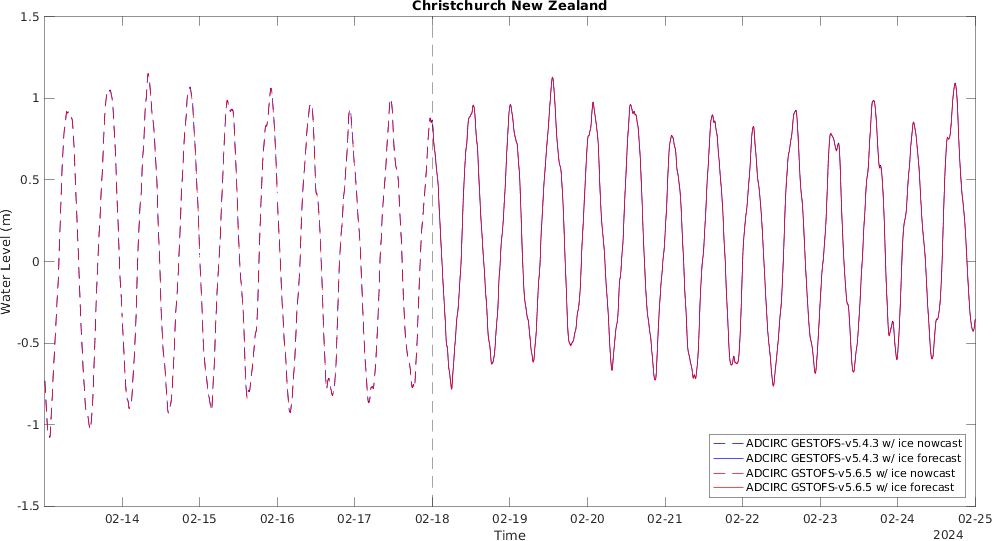 Christchurch New Zealand
1.5
1
0.5
0
-0.5
-1
-1.5
Water Level (m)
ADCIRC GESTOFS-v5.4.3 w/ ice nowcast
ADCIRC GESTOFS-v5.4.3 w/ ice forecast
ADCIRC GSTOFS-v5.6.5 w/ ice nowcast
ADCIRC GSTOFS-v5.6.5 w/ ice forecast
02-14 02-15 02-16 02-17 02-18 02-19 02-20 02-21 02-22 02-23 02-24 02-25
Time
2024